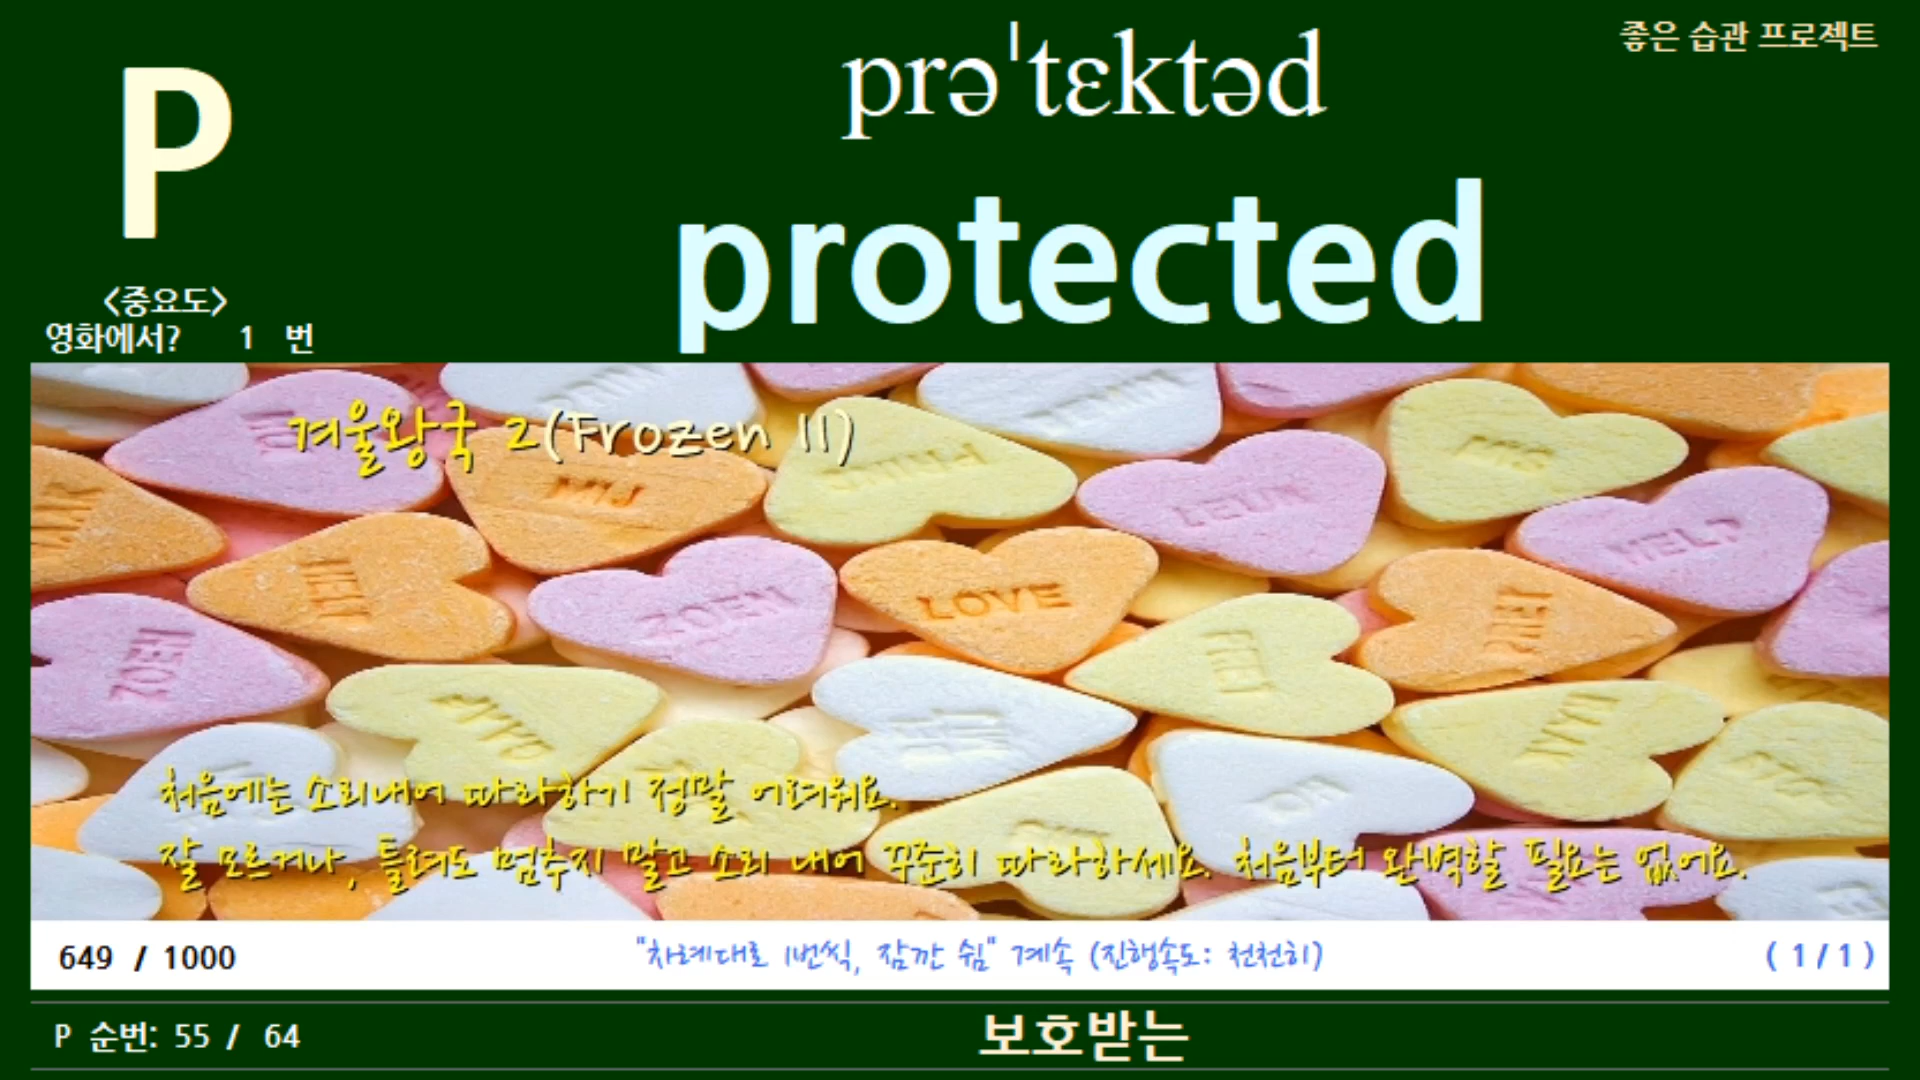 좋은 습관 프로젝트
P
prəˈtɛktəd
protected
<중요도>
영화에서? 1 번
겨울왕국 2(Frozen II)
MIJ
LEUK
HELP
ZOEN
LOVE
처음에는 소리내어 따라하기 정말 어려워요.
잘 모르거나, 틀려도 멈추지 말고 소리 내어 꾸준히 따라하세요. 처음부터 완벽할 필요는 없어요.
649 / 1000
"차례대로 1번씩, 잠깐 쉼" 계속 (진행속도: 천천히)
( 1 / 1 )
P 순번: 55 / 64
보호받는